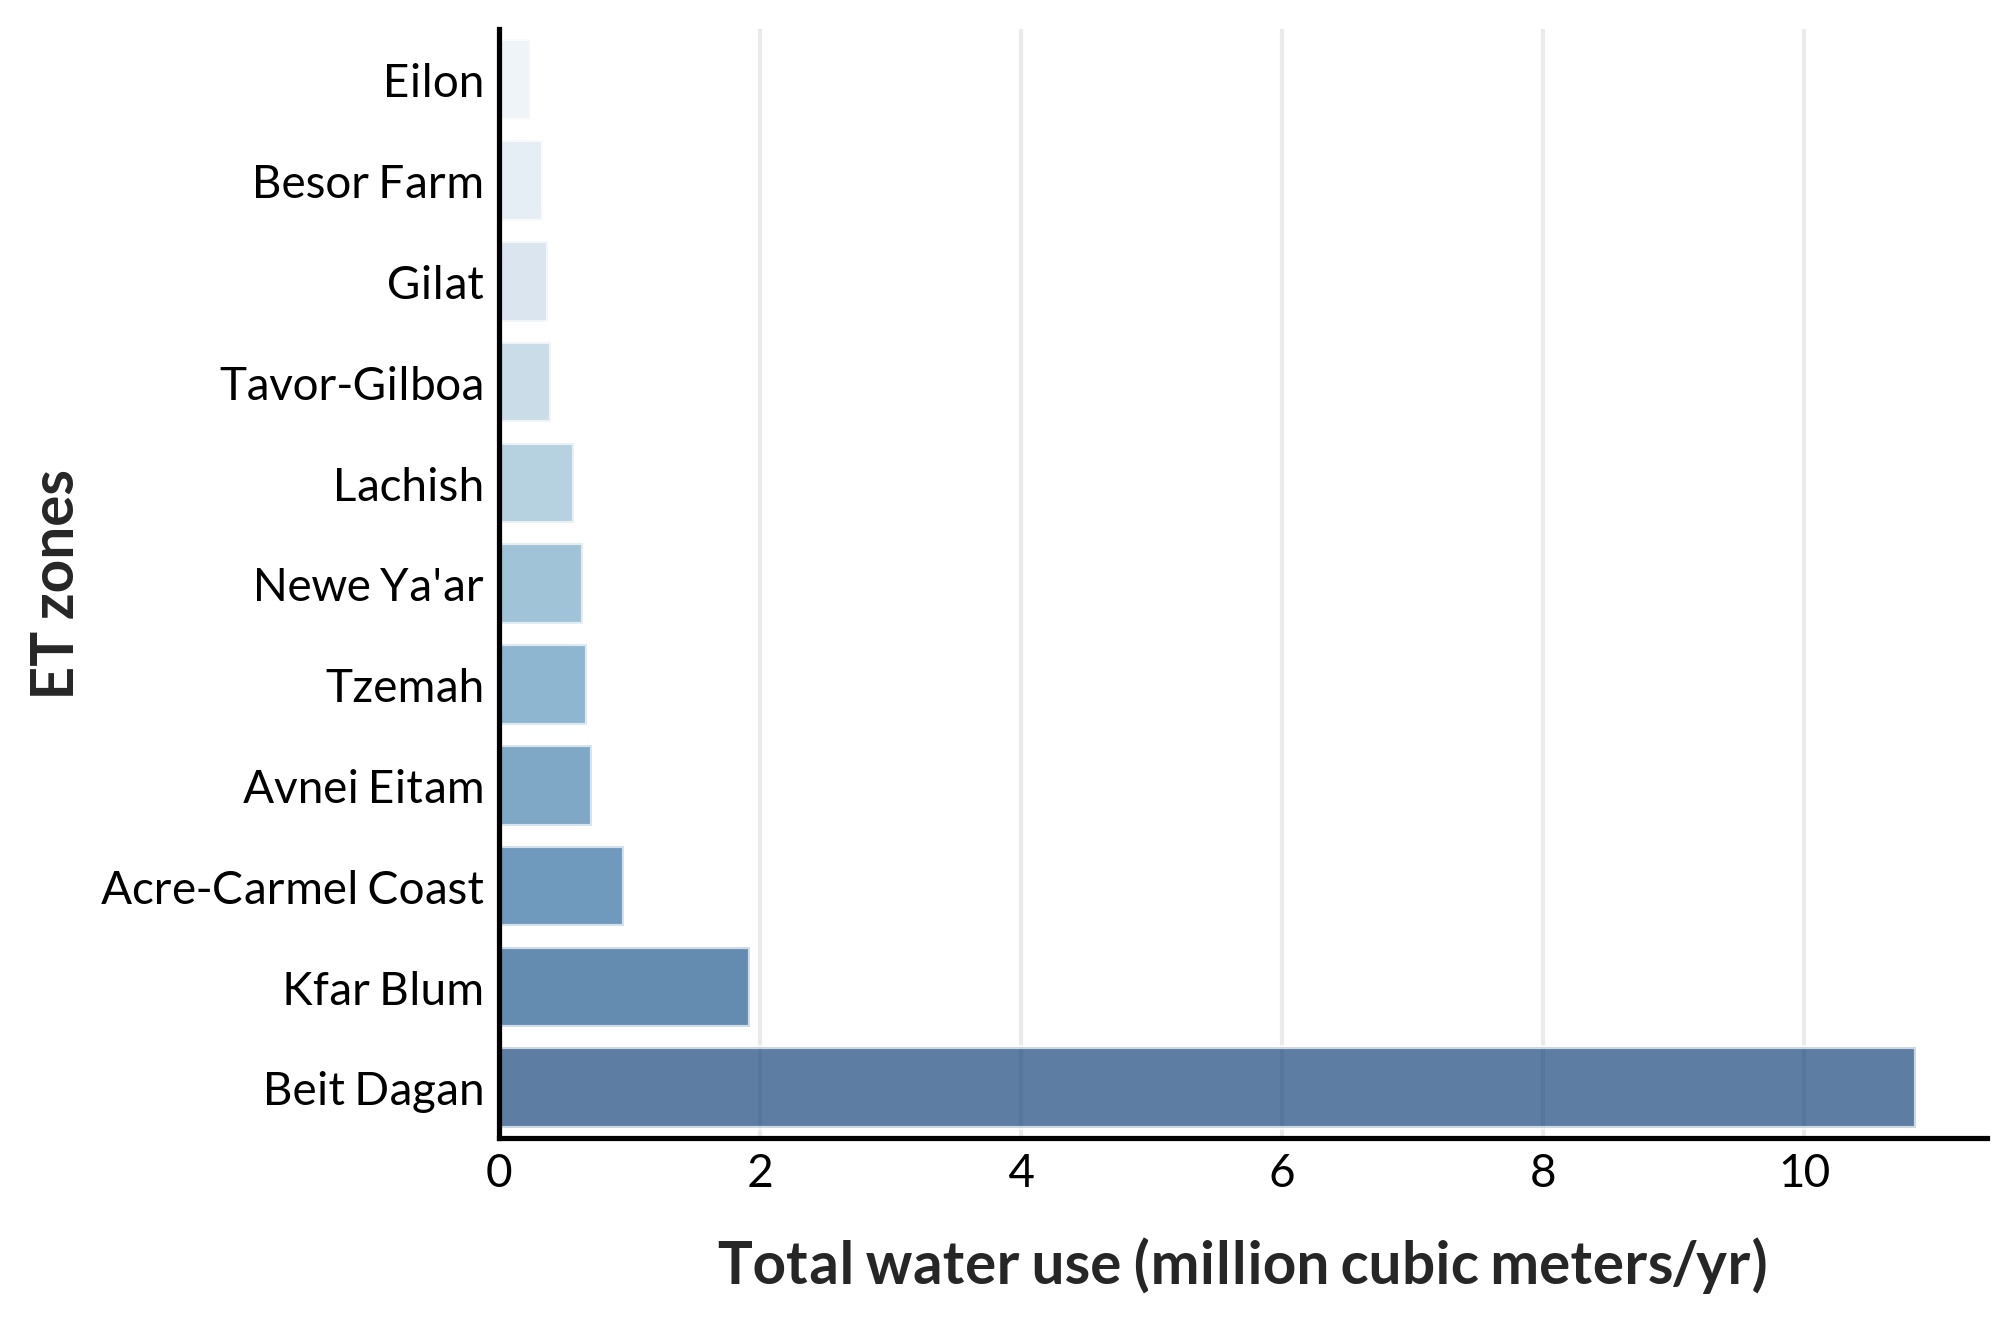 Eilon
Besor Farm
Gilat
Tavor-Gilboa
Lachish
Newe Ya'ar
Tzemah
Avnei Eitam
Acre-Carmel Coast
Kfar Blum
Beit Dagan
ET zones
0 2 4 6 8 10
Total water use (million cubic meters/yr)